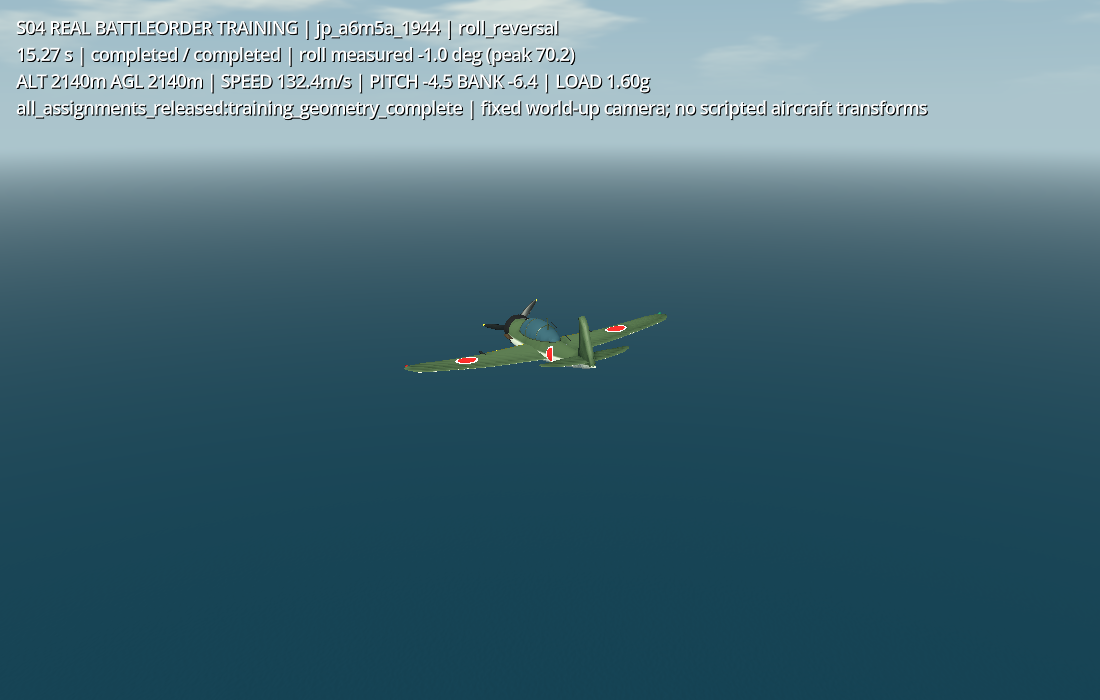 S04 REAL BATTLEORDER TRAINING | jp_a6m5a_1944 | roll_reversal
15.27 s | completed / completed | roll measured -1.0 deg (peak 70.2)
ALT 2140m AGL 2140m | SPEED 132.4m/s | PITCH -4.5 BANK -6.4 | LOAD 1.60g
all_assignments_released:training_geometry_complete | fixed world-up camera; no scripted aircraft transforms